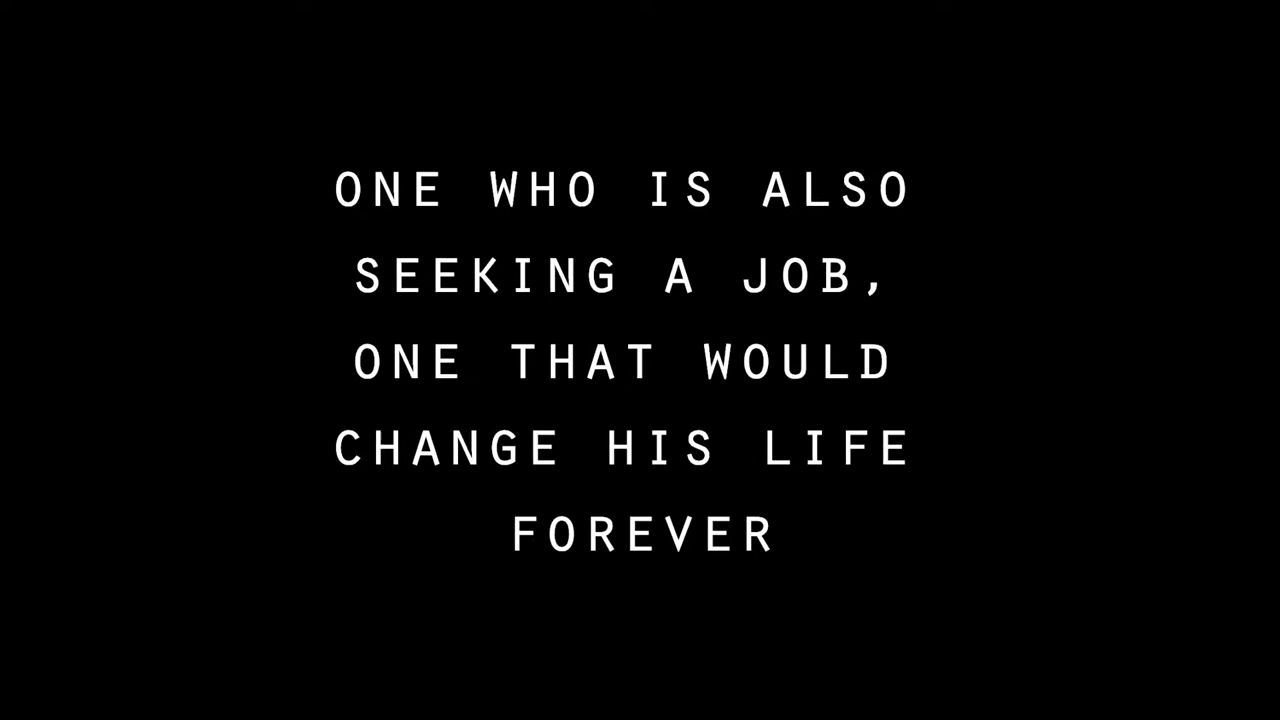 ONE WHO IS ALSO
SEEKING A JOB,
ONE THAT WOULD
CHANGE HIS LIFE
FOREVER